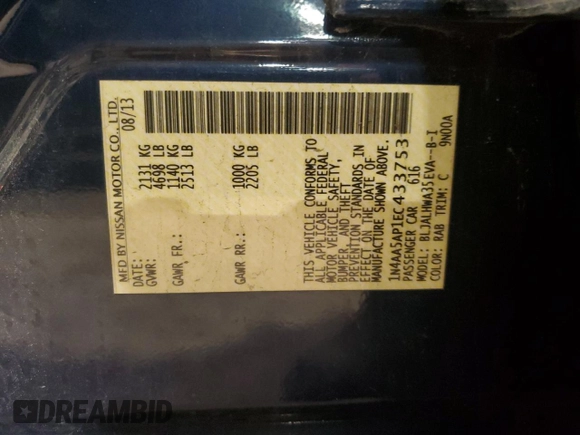 MFD BY NISSAN MOTOR CO., LTD.
DATE: 08/13
GVWR: 2131 KG
4698 LB
GAWR FR.: 1140 KG
2513 LB
GAWR RR.: 1000 KG
2205 LB
THIS VEHICLE CONFORMS TO
ALL APPLICABLE FEDERAL
MOTOR VEHICLE SAFETY,
BUMPER, AND THEFT
PREVENTION STANDARDS IN
EFFECT ON THE DATE OF
MANUFACTURE SHOWN ABOVE.
1N4AA5AP1EC433753
PASSENGER CAR 616
MODEL: BLJALHWA35EVA--B-I
COLOR: RAB TRIM: C 9N00A
DREAMBID